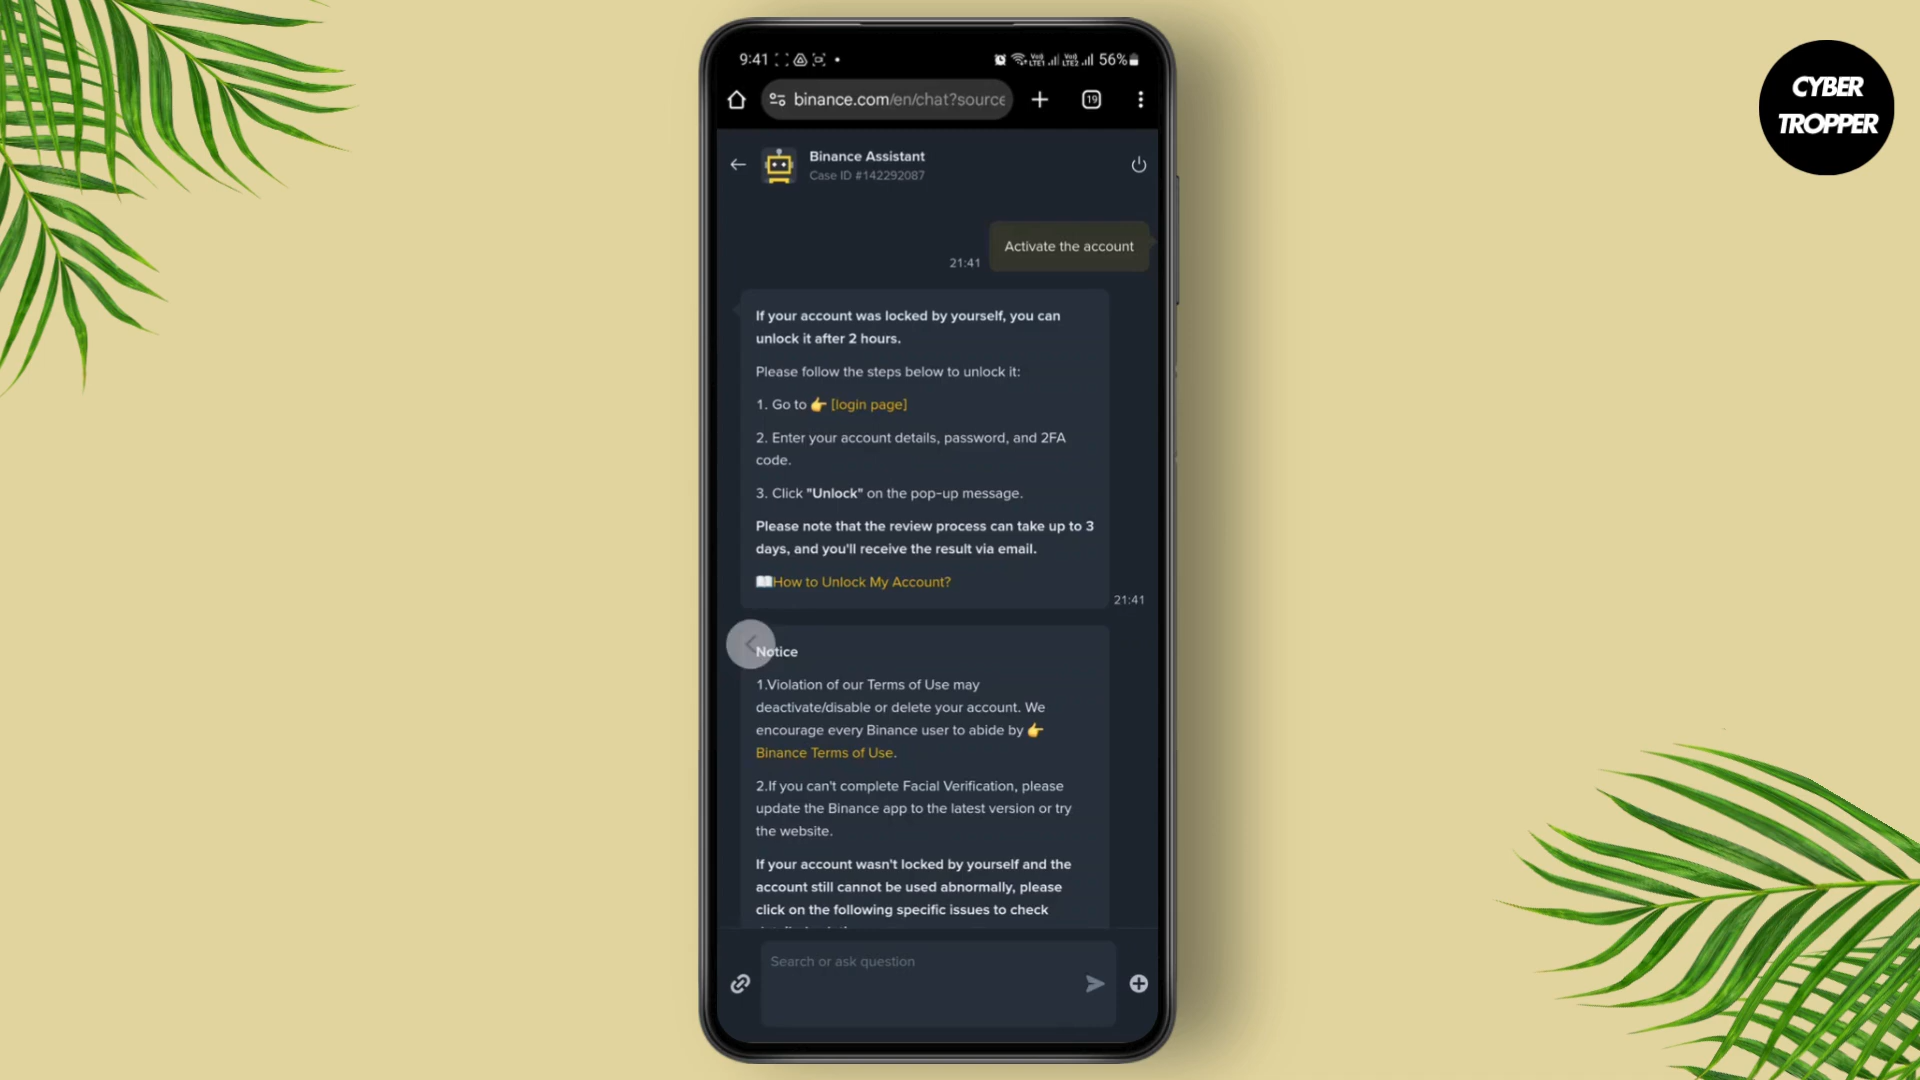 CYBER
TROPPER
9:41
56%
binance.com/en/chat?source
19
Binance Assistant
Case ID #142292087
Activate the account
21:41
If your account was locked by yourself, you can
unlock it after 2 hours.
Please follow the steps below to unlock it:
1. Go to 👉 [login page]
2. Enter your account details, password, and 2FA
code.
3. Click "Unlock" on the pop-up message.
Please note that the review process can take up to 3
days, and you'll receive the result via email.
📖How to Unlock My Account?
21:41
Notice
1.Violation of our Terms of Use may
deactivate/disable or delete your account. We
encourage every Binance user to abide by 👉
Binance Terms of Use.
2.If you can't complete Facial Verification, please
update the Binance app to the latest version or try
the website.
If your account wasn't locked by yourself and the
account still cannot be used abnormally, please
click on the following specific issues to check
Search or ask question